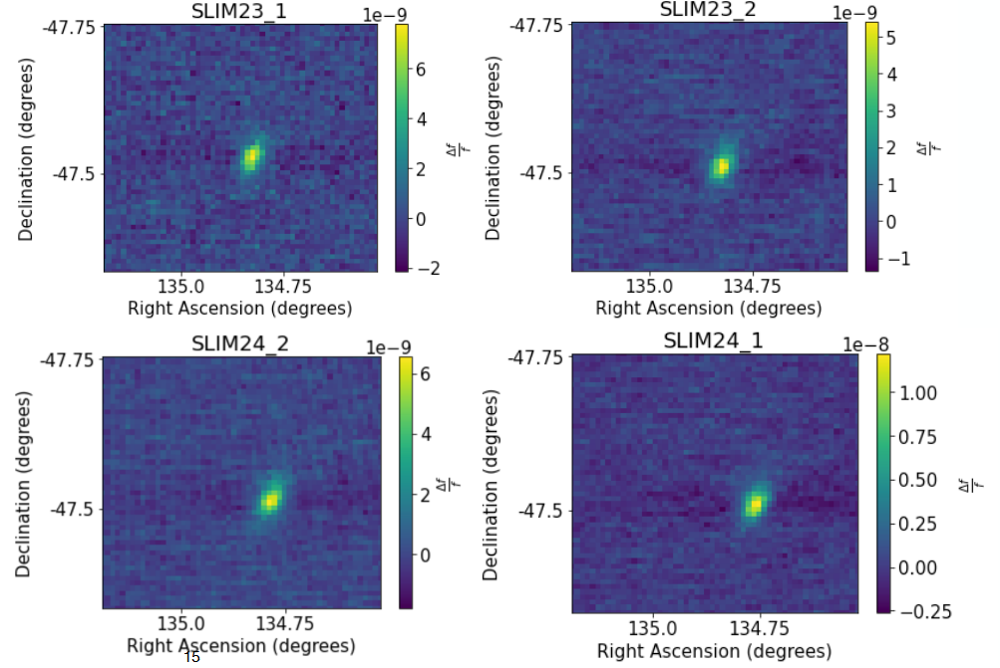 SLIM23_1
1e−9
-47.75
-47.5
Declination (degrees)
135.0 134.75
Right Ascension (degrees)
6
4
2
0
−2
Δf/f
SLIM23_2
1e−9
-47.75
-47.5
Declination (degrees)
135.0 134.75
Right Ascension (degrees)
5
4
3
2
1
0
−1
Δf/f
SLIM24_2
1e−9
-47.75
-47.5
Declination (degrees)
135.0 134.75
Right Ascension (degrees)
15
6
4
2
0
Δf/f
SLIM24_1
1e−8
-47.75
-47.5
Declination (degrees)
135.0 134.75
Right Ascension (degrees)
1.00
0.75
0.50
0.25
0.00
−0.25
Δf/f